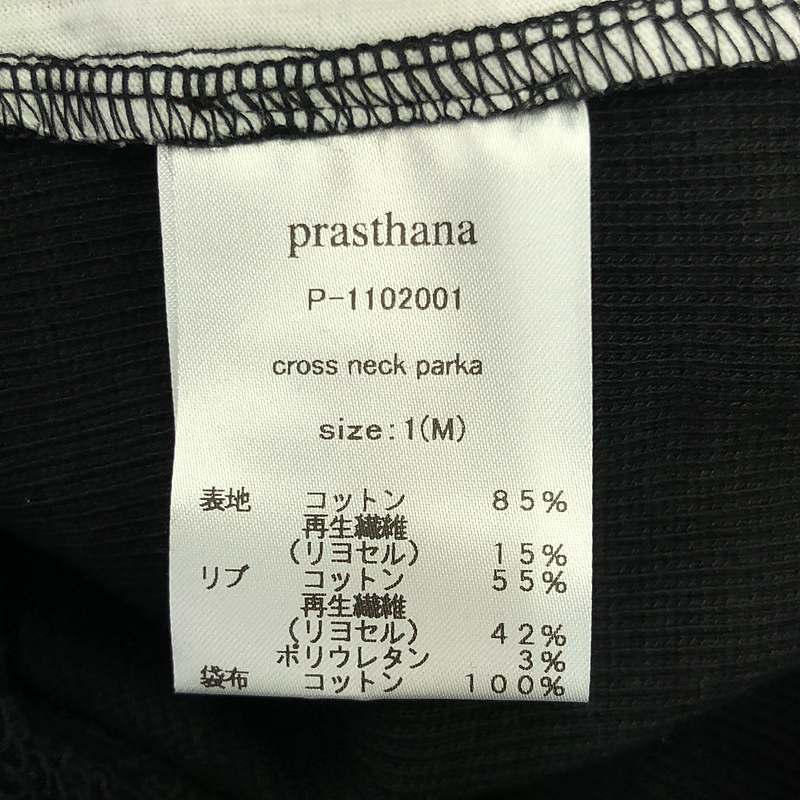 prasthana
P-1102001
cross neck parka
size:1(M)
表地 コットン 85%
再生繊維
(リヨセル) 15%
リブ コットン 55%
再生繊維
(リヨセル) 42%
ポリウレタン 3%
袋布 コットン 100%